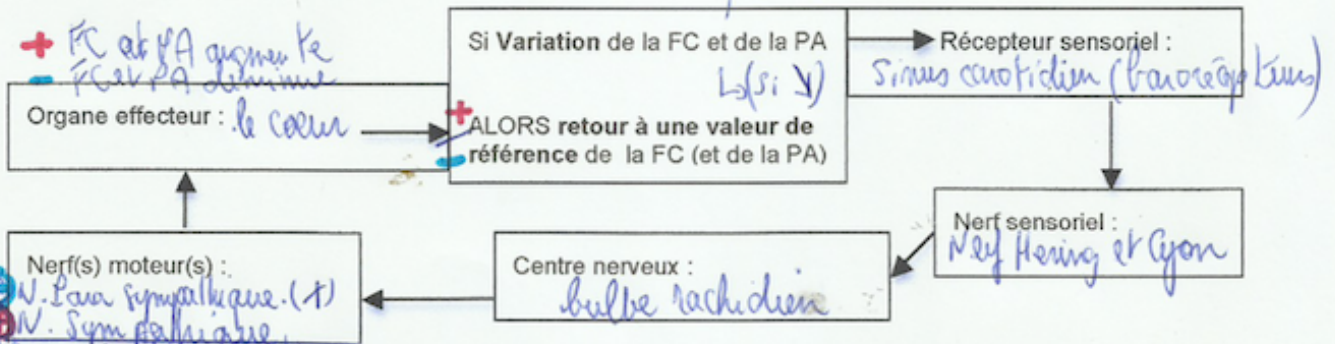 + FC et PA augmente
- FC et PA diminue
Organe effecteur : le coeur
Si Variation de la FC et de la PA
↳(si ↘)
+
-
ALORS retour à une valeur de
référence de la FC (et de la PA)
Récepteur sensoriel :
sinus carotidien (barorécepteurs)
Nerf sensoriel :
Nerf Hering et Cyon
Centre nerveux :
bulbe rachidien
Nerf(s) moteur(s) :
N. Para sympathique. (+)
N. Sympathique.